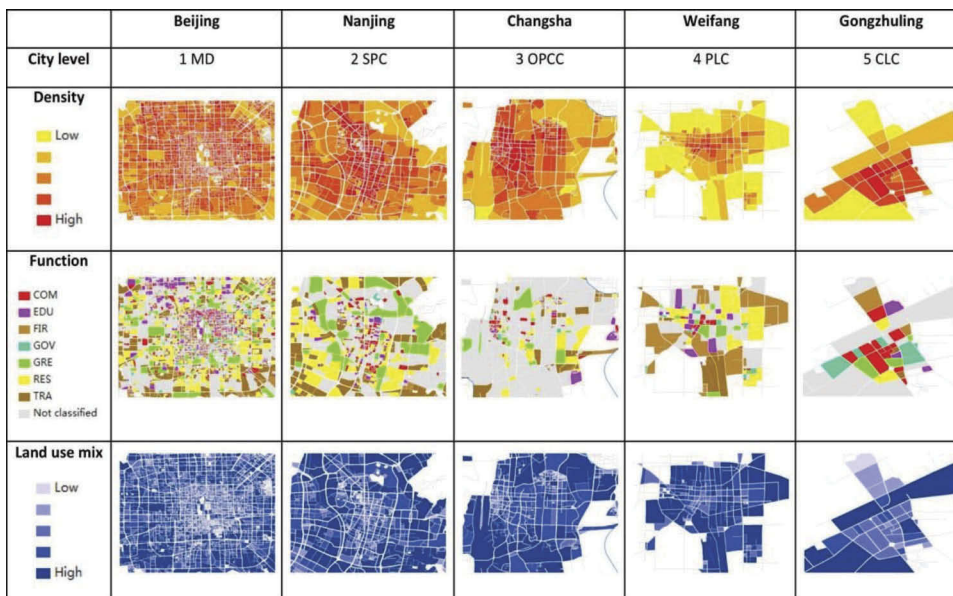 Beijing Nanjing Changsha Weifang Gongzhuling
City level 1 MD 2 SPC 3 OPCC 4 PLC 5 CLC
Density
Low
High
Function
COM
EDU
FIR
GOV
GRE
RES
TRA
Not classified
Land use mix
Low
High